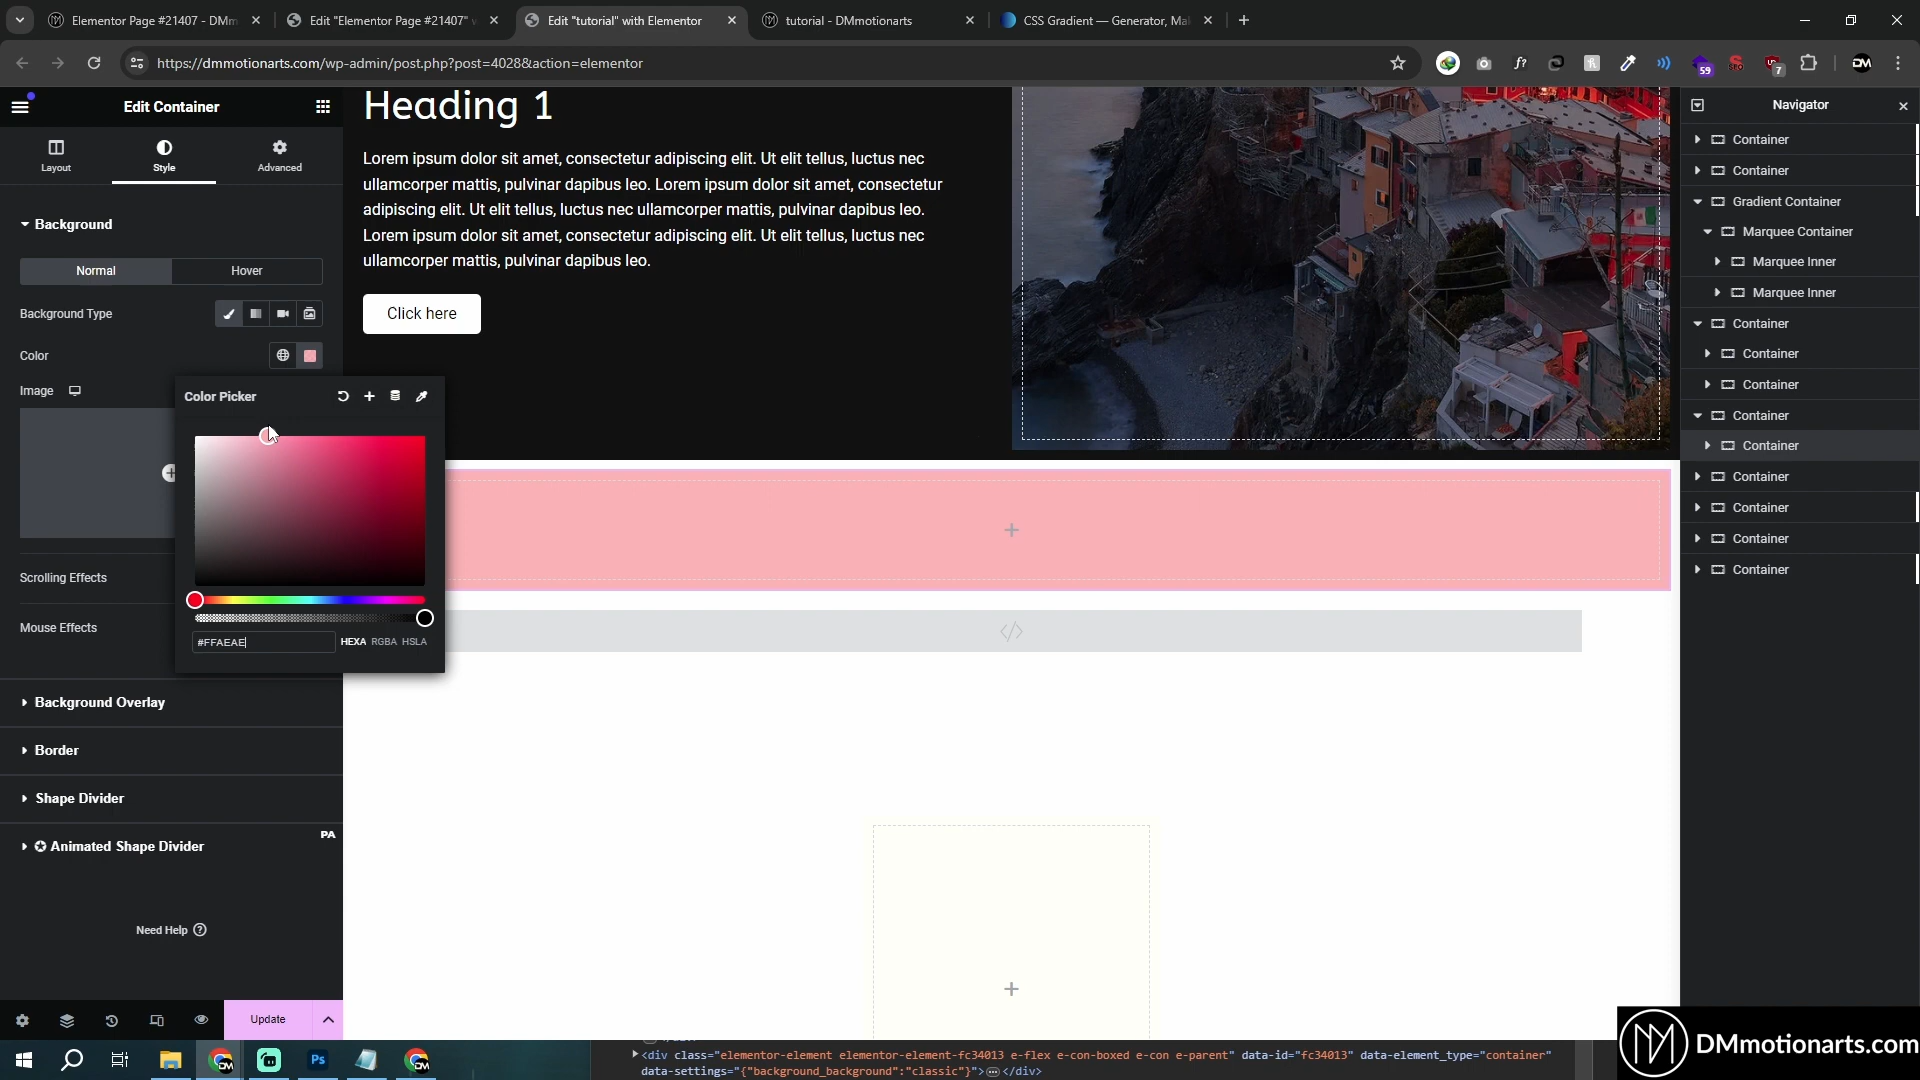 Elementor Page #21407 - DMm
Edit "Elementor Page #21407" w
Edit "tutorial" with Elementor
tutorial - DMmotionarts
CSS Gradient — Generator, Ma
https://dmmotionarts.com/wp-admin/post.php?post=4028&action=elementor
59
7
Edit Container
Layout
Style
Advanced
Background
Normal
Hover
Background Type
Color
Image
Color Picker
#FFAEAE
HEXA RGBA HSLA
Scrolling Effects
Mouse Effects
Background Overlay
Border
Shape Divider
PA
Animated Shape Divider
Need Help
Update
Heading 1
Lorem ipsum dolor sit amet, consectetur adipiscing elit. Ut elit tellus, luctus nec
ullamcorper mattis, pulvinar dapibus leo. Lorem ipsum dolor sit amet, consectetur
adipiscing elit. Ut elit tellus, luctus nec ullamcorper mattis, pulvinar dapibus leo.
Lorem ipsum dolor sit amet, consectetur adipiscing elit. Ut elit tellus, luctus nec
ullamcorper mattis, pulvinar dapibus leo.
Click here
Navigator
Container
Container
Gradient Container
Marquee Container
Marquee Inner
Marquee Inner
Container
Container
Container
Container
Container
Container
Container
Container
Container
<div class="elementor-element elementor-element-fc34013 e-flex e-con-boxed e-con e-parent" data-id="fc34013" data-element_type="container"
data-settings="{"background_background":"classic"}"></div>
Ps
DM
DMmotionarts.com